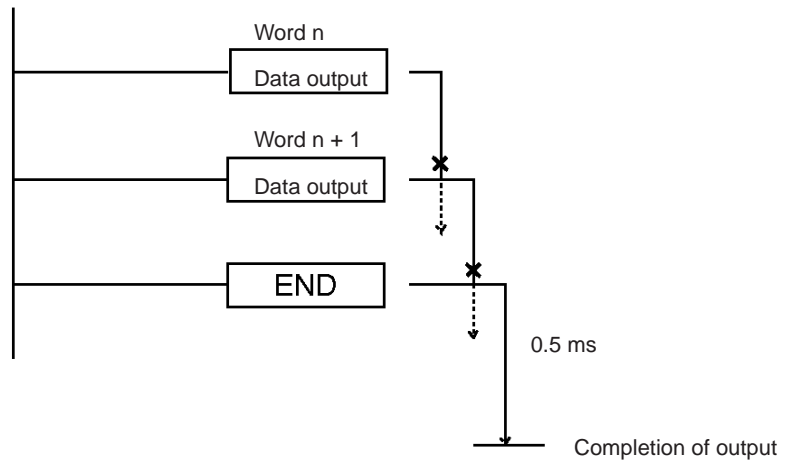 Word n
Data output
Word n + 1
Data output
END
0.5 ms
Completion of output